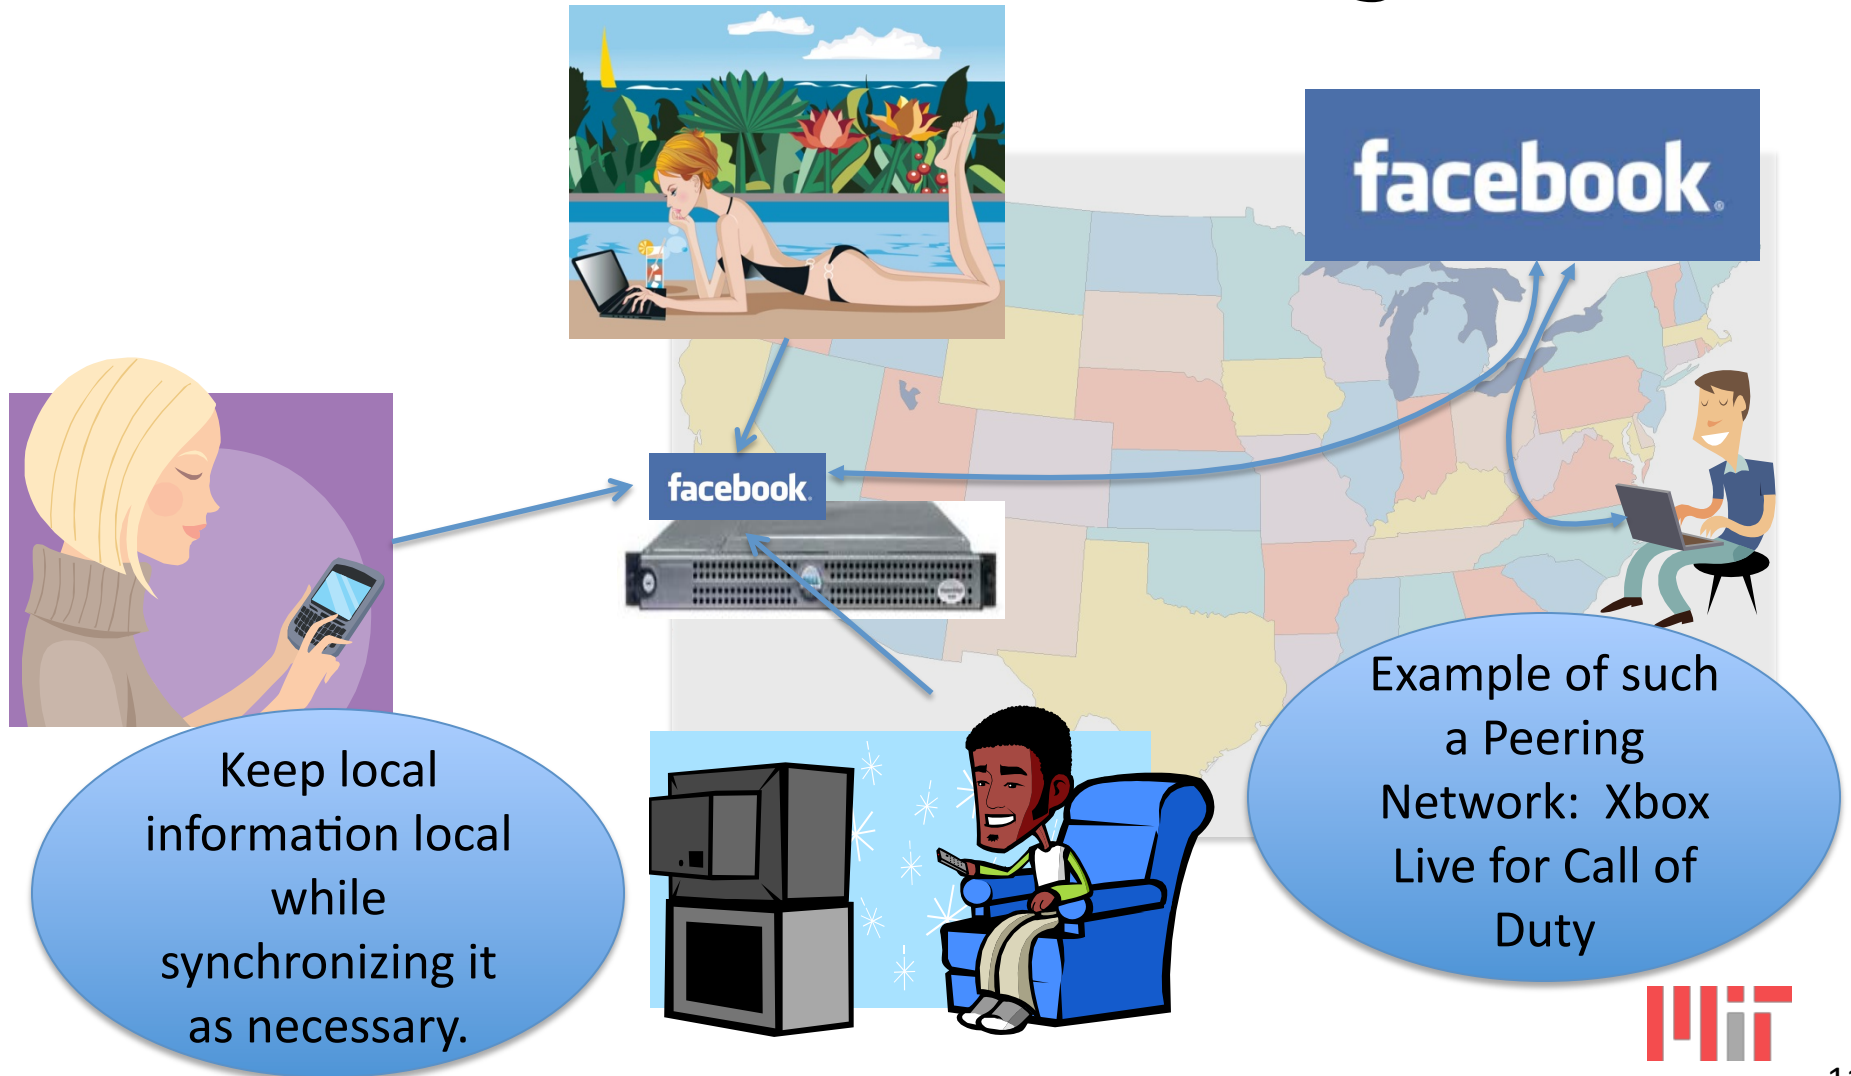 facebook
facebook
Keep local
information local
while
synchronizing it
as necessary.
Example of such
a Peering
Network: Xbox
Live for Call of
Duty
MIT